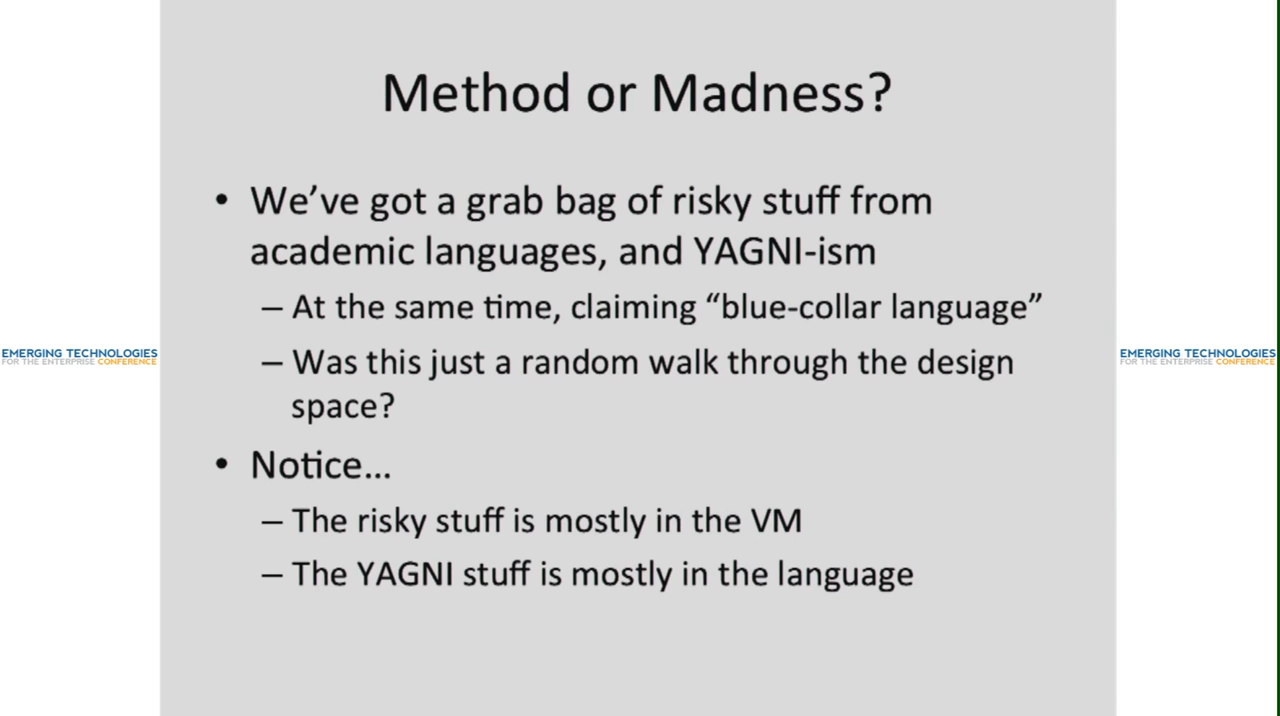 Method or Madness?
• We’ve got a grab bag of risky stuff from
academic languages, and YAGNI-ism
– At the same time, claiming “blue-collar language”
– Was this just a random walk through the design
space?
• Notice…
– The risky stuff is mostly in the VM
– The YAGNI stuff is mostly in the language
EMERGING TECHNOLOGIES
FOR THE ENTERPRISE CONFERENCE
EMERGING TECHNOLOGIES
FOR THE ENTERPRISE CONFERENCE